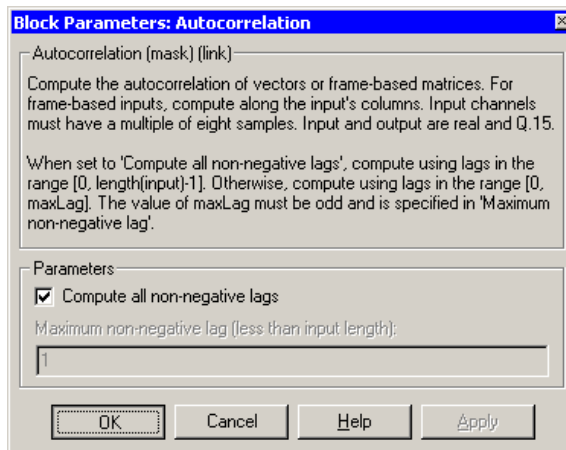 Block Parameters: Autocorrelation
Autocorrelation (mask) (link)
Compute the autocorrelation of vectors or frame-based matrices. For
frame-based inputs, compute along the input's columns. Input channels
must have a multiple of eight samples. Input and output are real and Q.15.
When set to 'Compute all non-negative lags', compute using lags in the
range [0, length(input)-1]. Otherwise, compute using lags in the range [0,
maxLag]. The value of maxLag must be odd and is specified in 'Maximum
non-negative lag'.
Parameters
Compute all non-negative lags
Maximum non-negative lag (less than input length):
1
OK Cancel Help Apply